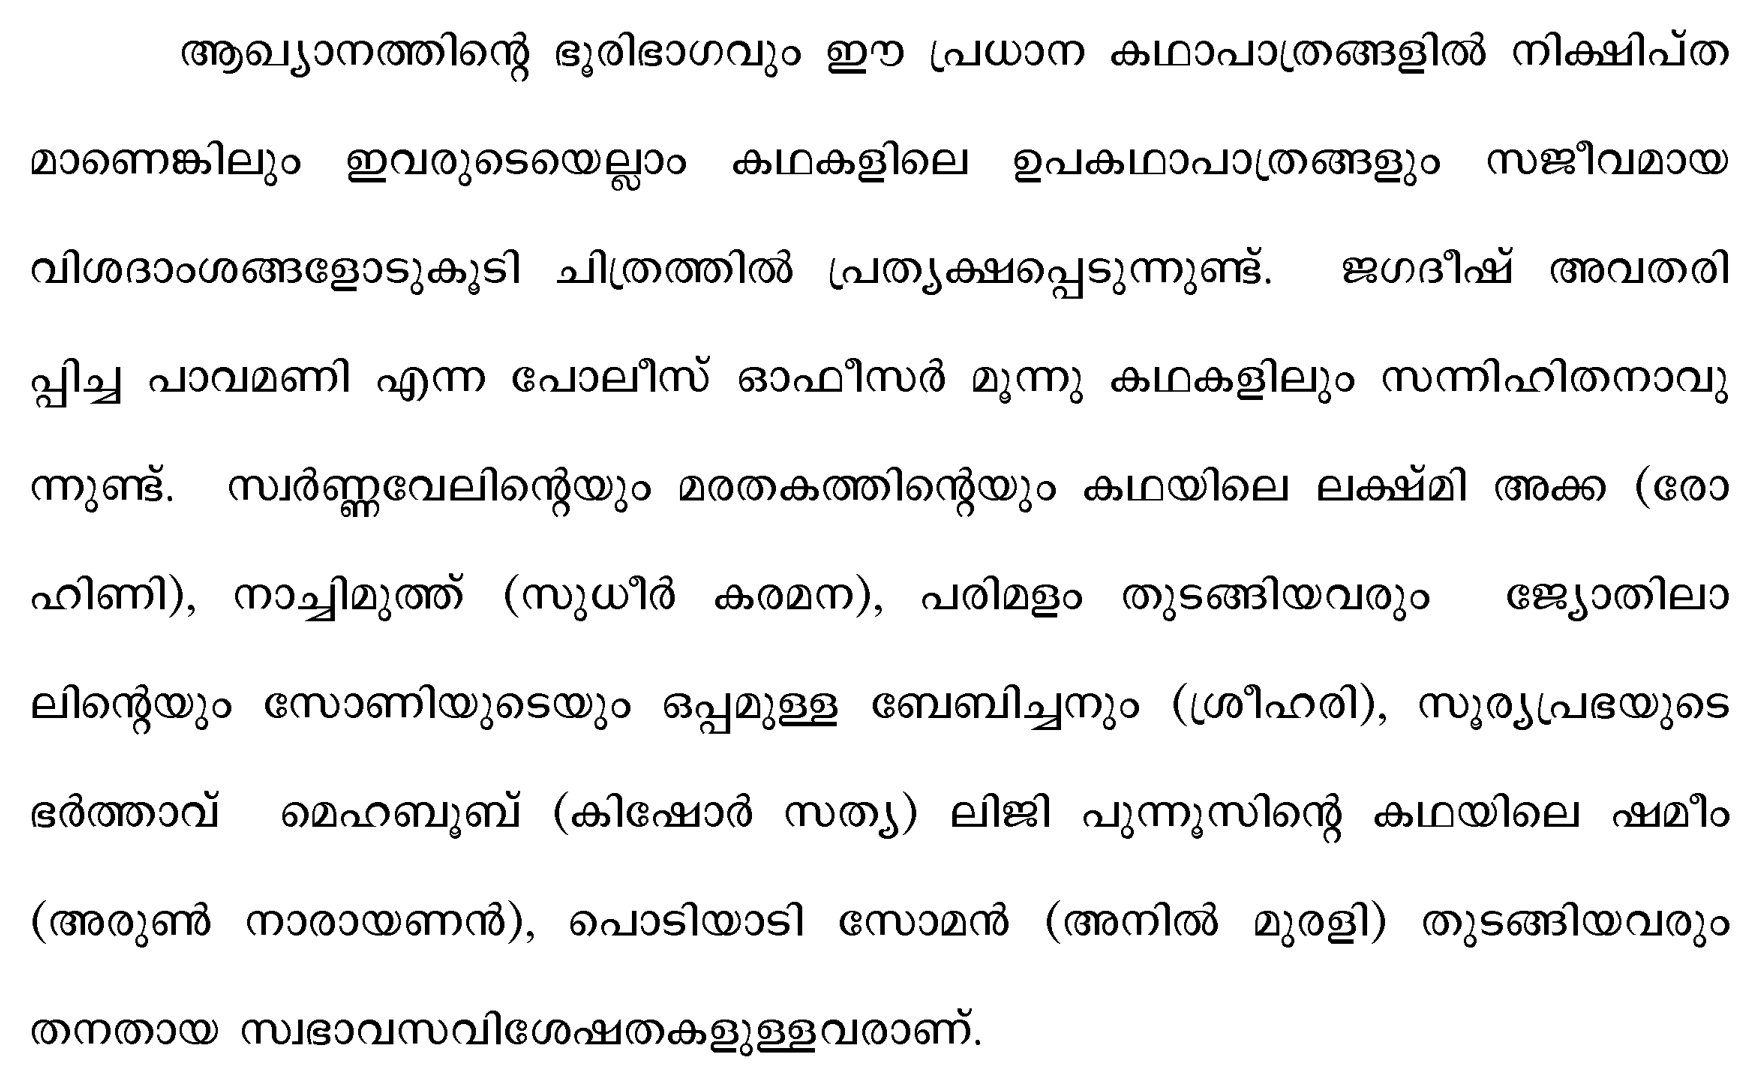 ആഖ്യാനത്തിന്റെ ഭൂരിഭാഗവും ഈ പ്രധാന കഥാപാത്രങ്ങളിൽ നിക്ഷിപ്ത
മാണെങ്കിലും ഇവരുടെയെല്ലാം കഥകളിലെ ഉപകഥാപാത്രങ്ങളും സജീവമായ
വിശദാംശങ്ങളോടുകൂടി ചിത്രത്തിൽ പ്രത്യക്ഷപ്പെടുന്നുണ്ട്. ജഗദീഷ് അവതരി
പ്പിച്ച പാവമണി എന്ന പോലീസ് ഓഫീസർ മൂന്നു കഥകളിലും സന്നിഹിതനാവു
ന്നുണ്ട്. സ്വർണ്ണവേലിന്റെയും മരതകത്തിന്റെയും കഥയിലെ ലക്ഷ്മി അക്ക (രോ
ഹിണി), നാച്ചിമുത്ത് (സുധീർ കരമന), പരിമളം തുടങ്ങിയവരും ജ്യോതിലാ
ലിന്റെയും സോണിയുടെയും ഒപ്പമുള്ള ബേബിച്ചനും (ശ്രീഹരി), സൂര്യപ്രഭയുടെ
ഭർത്താവ് മെഹബൂബ് (കിഷോർ സത്യ) ലിജി പുന്നൂസിന്റെ കഥയിലെ ഷമീം
(അരുൺ നാരായണൻ), പൊടിയാടി സോമൻ (അനിൽ മുരളി) തുടങ്ങിയവരും
തനതായ സ്വഭാവസവിശേഷതകളുള്ളവരാണ്.